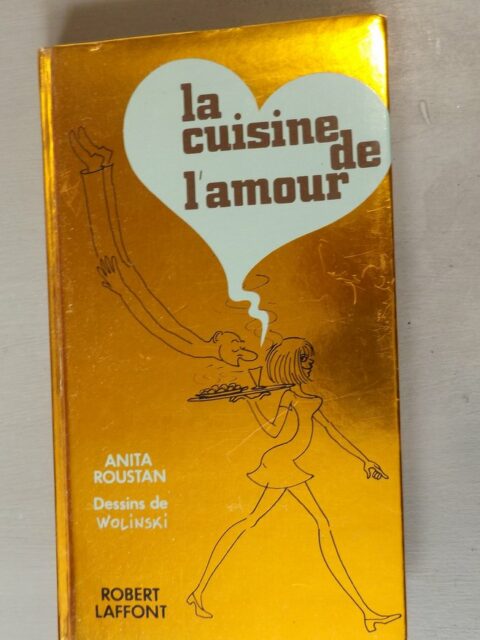 la
cuisine
de
l'amour
ANITA
ROUSTAN
Dessins de
WOLINSKI
ROBERT
LAFFONT